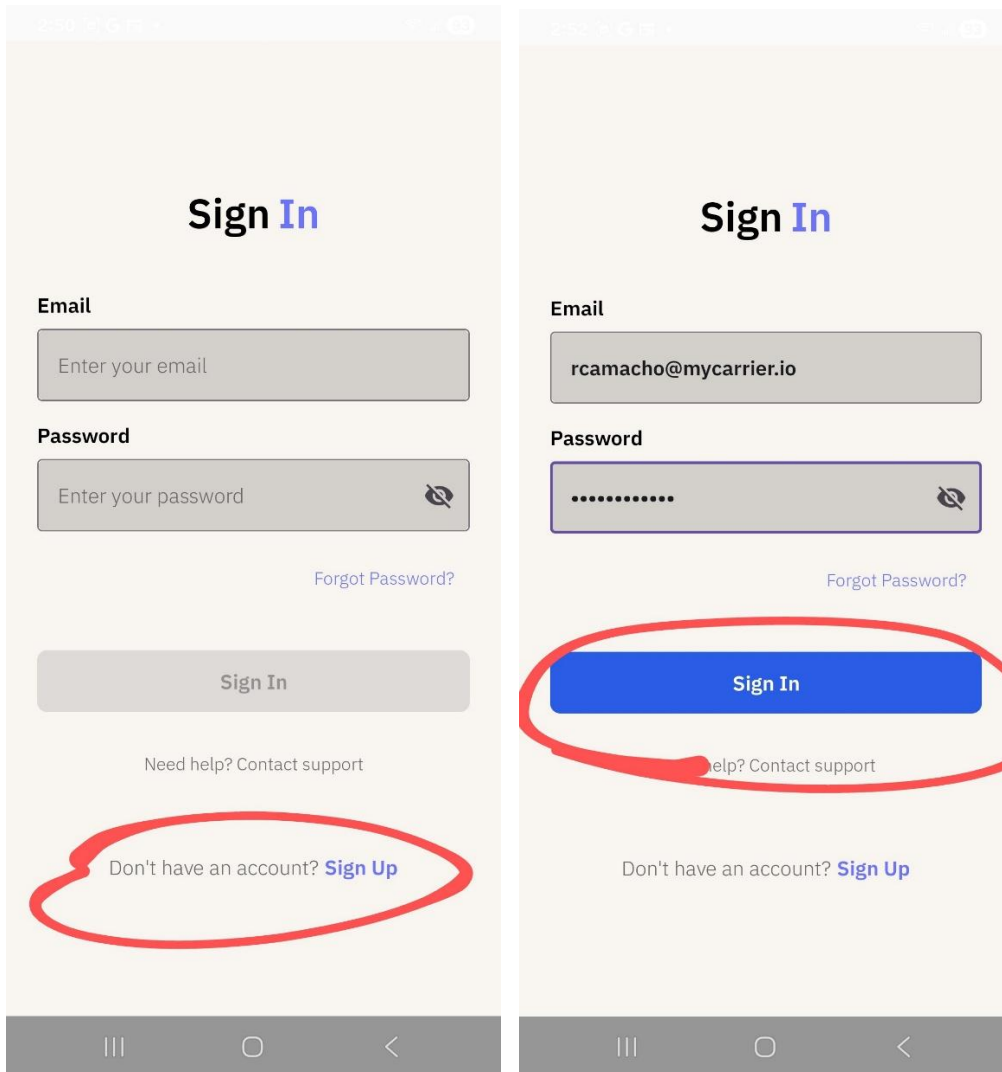 Sign In
Email
Enter your email
Password
Enter your password
Forgot Password?
Sign In
Need help? Contact support
Don't have an account? Sign Up
Sign In
Email
rcamacho@mycarrier.io
Password
••••••••••••
Forgot Password?
Sign In
help? Contact support
Don't have an account? Sign Up